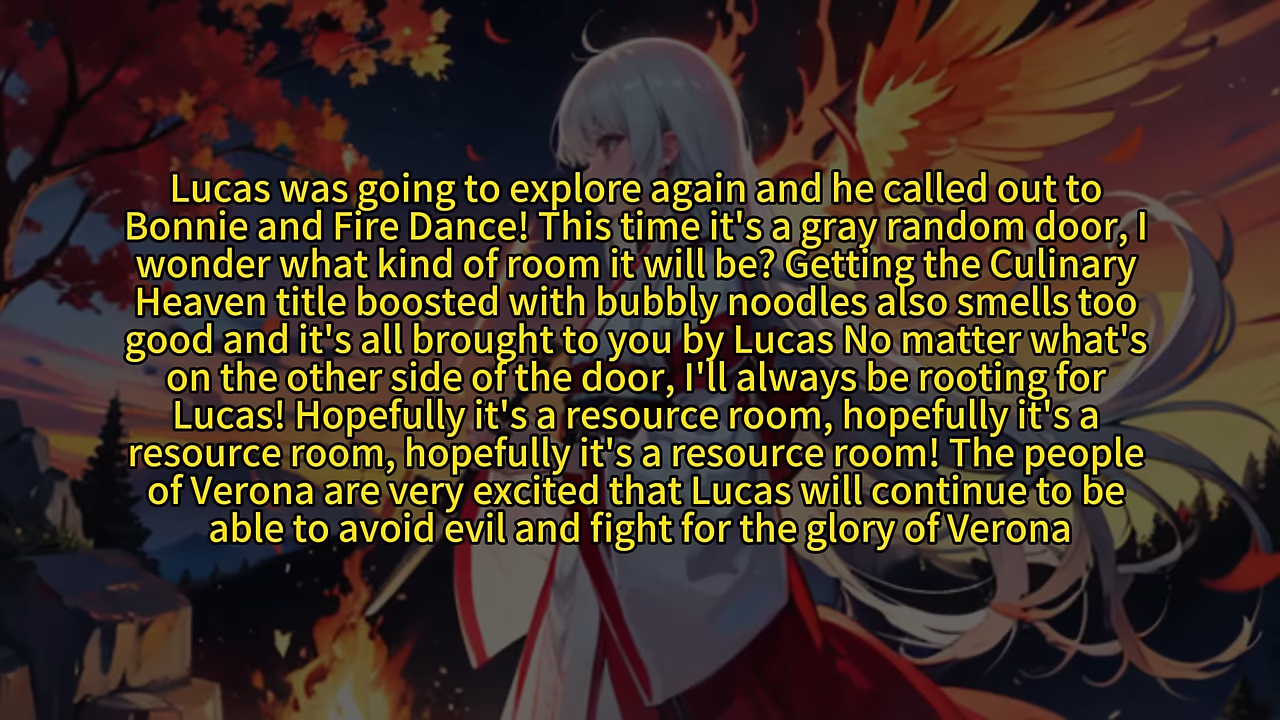 Lucas was going to explore again and he called out to
Bonnie and Fire Dance! This time it's a gray random door, I
wonder what kind of room it will be? Getting the Culinary
Heaven title boosted with bubbly noodles also smells too
good and it's all brought to you by Lucas No matter what's
on the other side of the door, I'll always be rooting for
Lucas! Hopefully it's a resource room, hopefully it's a
resource room, hopefully it's a resource room! The people
of Verona are very excited that Lucas will continue to be
able to avoid evil and fight for the glory of Verona